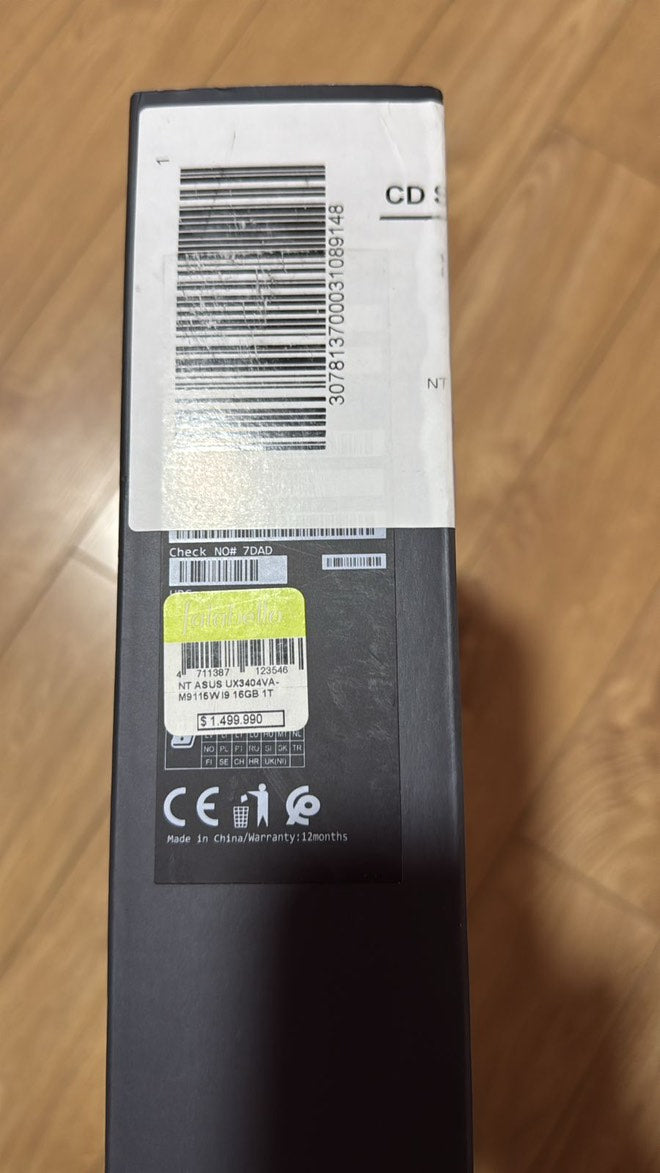 1
307813700031089148
CD S
NT
Check NO# 7DAD
falabella
4 711387 123546
NT ASUS UX3404VA-
M9115W I9 16GB 1T
$ 1.499.990
NO PL PT RU SI SK TR
FI SE CH HR UK(NI)
CE
Made in China/Warranty:12months